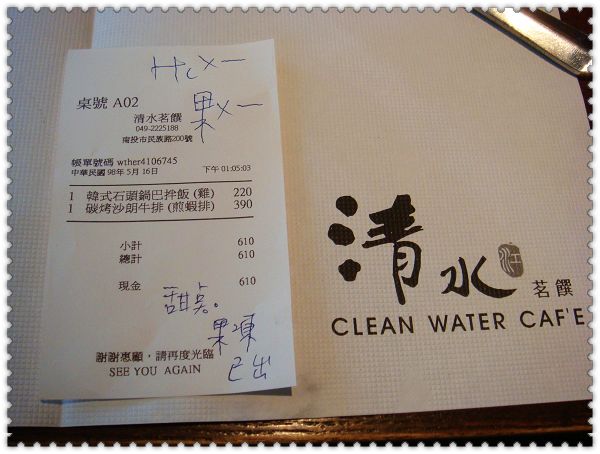 Hc x 一
桌號 A02
果 x 一
清水茗饌
049-2225188
南投市民族路200號
帳單號碼 wther4106745
中華民國 98年 5月 16日 下午 01:05:03
1 韓式石頭鍋巴拌飯 (雞) 220
1 碳烤沙朗牛排 (煎蝦排) 390
小計 610
總計 610
現金 610
甜点。
果凍
已出
謝謝惠顧，請再度光臨
SEE YOU AGAIN
清水
茗饌
CLEAN WATER CAF'E